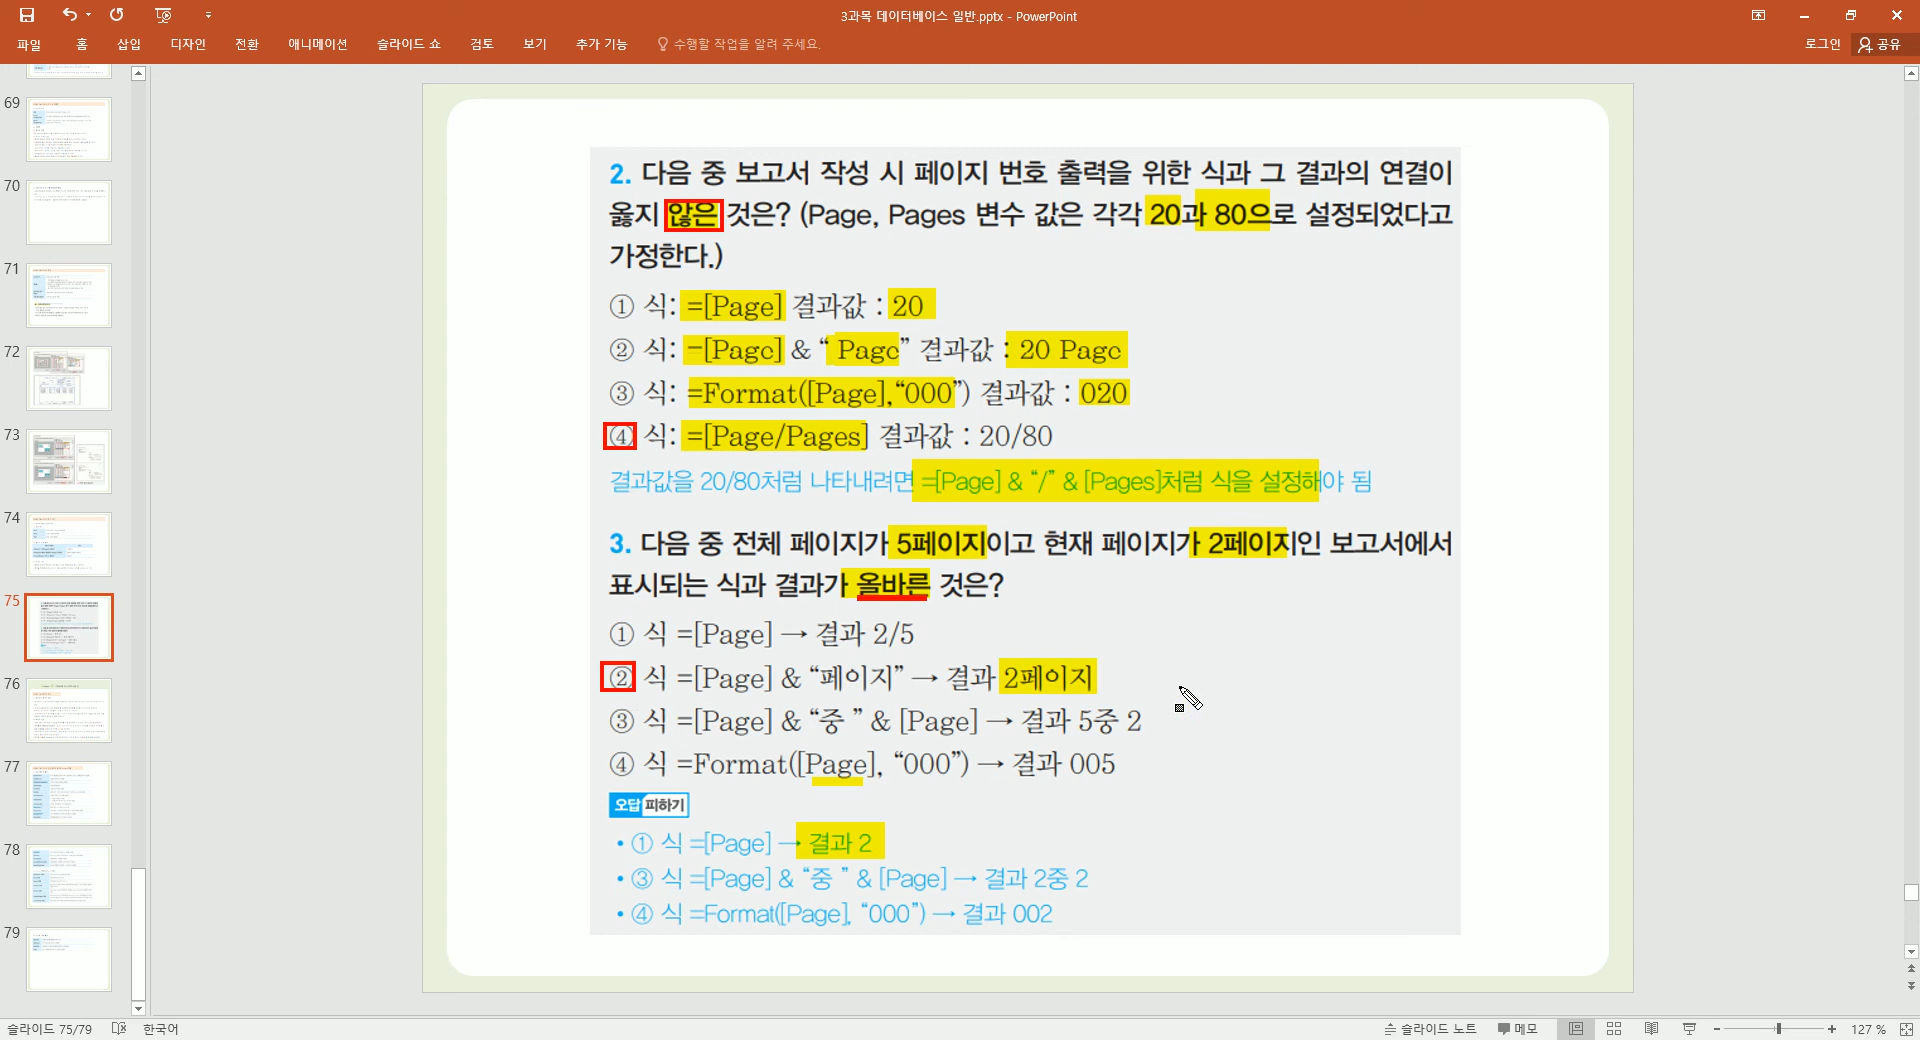 3과목 데이터베이스 일반.pptx - PowerPoint
파일 홈 삽입 디자인 전환 애니메이션 슬라이드 쇼 검토 보기 추가 기능 수행할 작업을 알려 주세요. 로그인 공유
69
70
71
72
73
74
75
76
77
78
79
2. 다음 중 보고서 작성 시 페이지 번호 출력을 위한 식과 그 결과의 연결이
옳지 않은 것은? (Page, Pages 변수 값은 각각 20과 80으로 설정되었다고
가정한다.)
① 식: =[Page] 결과값 : 20
② 식: =[Page] & “ Page” 결과값 : 20 Page
③ 식: =Format([Page],“000”) 결과값 : 020
④ 식: =[Page/Pages] 결과값 : 20/80
결과값을 20/80처럼 나타내려면 =[Page] & “/” & [Pages]처럼 식을 설정해야 됨
3. 다음 중 전체 페이지가 5페이지이고 현재 페이지가 2페이지인 보고서에서
표시되는 식과 결과가 올바른 것은?
① 식 =[Page] → 결과 2/5
② 식 =[Page] & “페이지” → 결과 2페이지
③ 식 =[Page] & “중 ” & [Page] → 결과 5중 2
④ 식 =Format([Page], “000”) → 결과 005
오답 피하기
• ① 식 =[Page] → 결과 2
• ③ 식 =[Page] & “중 ” & [Page] → 결과 2중 2
• ④ 식 =Format([Page], “000”) → 결과 002
슬라이드 75/79 한국어 슬라이드 노트 메모 127 %